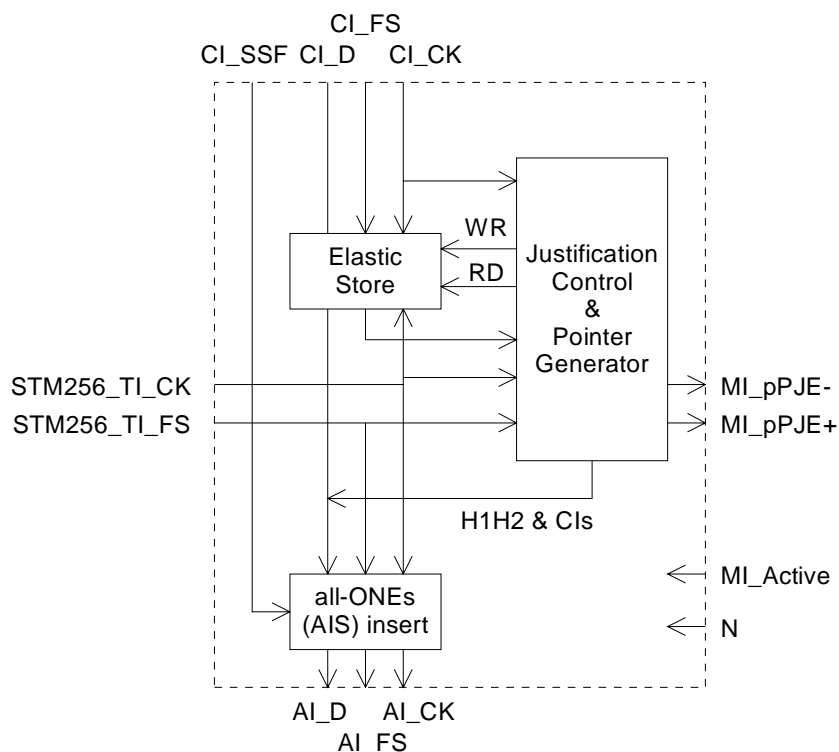 CI_FS
CI_SSF CI_D CI_CK
WR
Elastic
Store
RD
Justification
Control
&
Pointer
Generator
STM256_TI_CK
STM256_TI_FS
MI_pPJE-
MI_pPJE+
H1H2 & CIs
all-ONEs
(AIS) insert
MI_Active
N
AI_D AI_CK
AI_FS